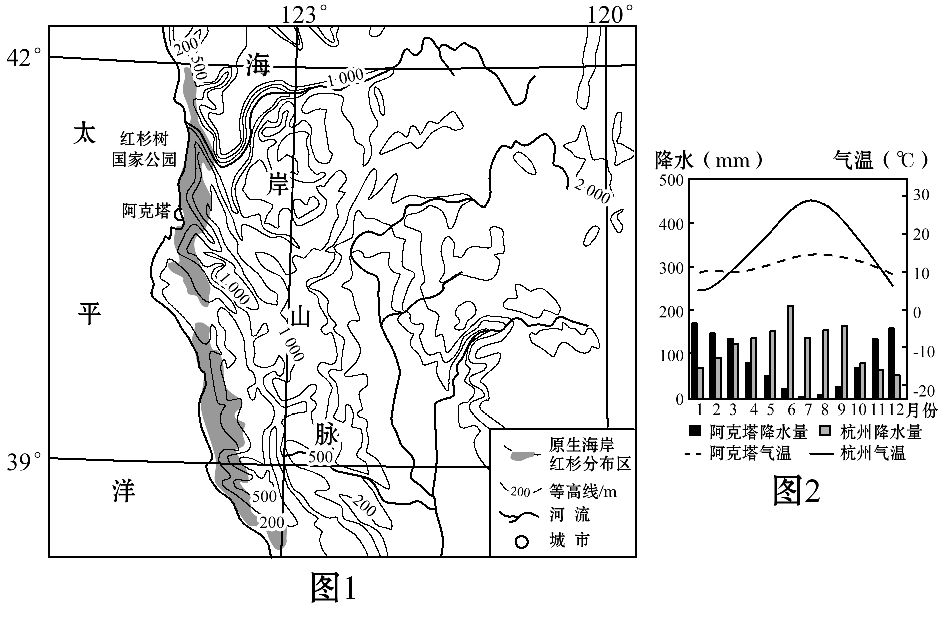 123°
120°
42°
200
500
海
1 000
太
红杉树
国家公园
岸
2 000
阿克塔
1 000
平
山
1 000
脉
500
39°
洋
500
200
200
原生海岸
红杉分布区
200 等高线/m
河 流
城 市
图1
降水（mm） 气温（℃）
500 30
400 20
300 10
200 0
100 -10
0 -20
1 2 3 4 5 6 7 8 9 10 11 12 月份
阿克塔降水量 杭州降水量
阿克塔气温 杭州气温
图2